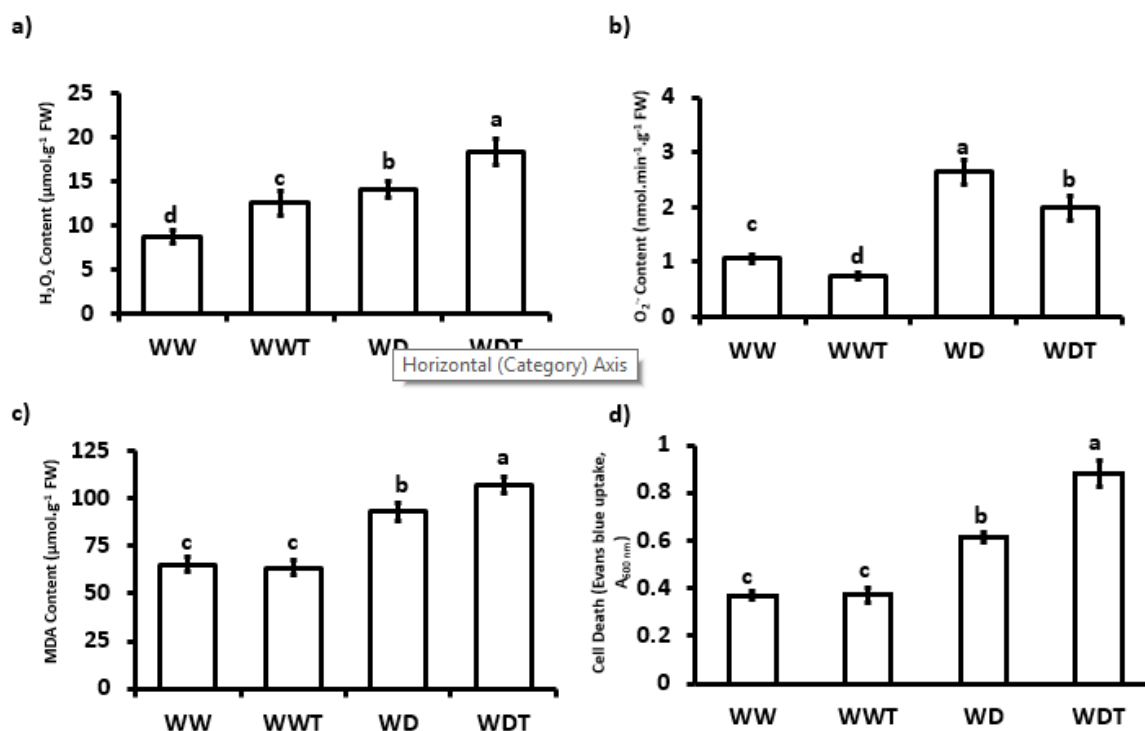 a)
H₂O₂ Content (µmol.g⁻¹ FW)
25
20
15
10
5
0
d
c
b
a
WW WWT WD WDT
Horizontal (Category) Axis
b)
O₂˙⁻ Content (nmol.min⁻¹.g⁻¹ FW)
4
3
2
1
0
c
d
a
b
WW WWT WD WDT
c)
MDA Content (µmol.g⁻¹ FW)
125
100
75
50
25
0
c
c
b
a
WW WWT WD WDT
d)
Cell Death (Evans blue uptake,
A₆₀₀ ₙₘ)
1
0.8
0.6
0.4
0.2
0
c
c
b
a
WW WWT WD WDT